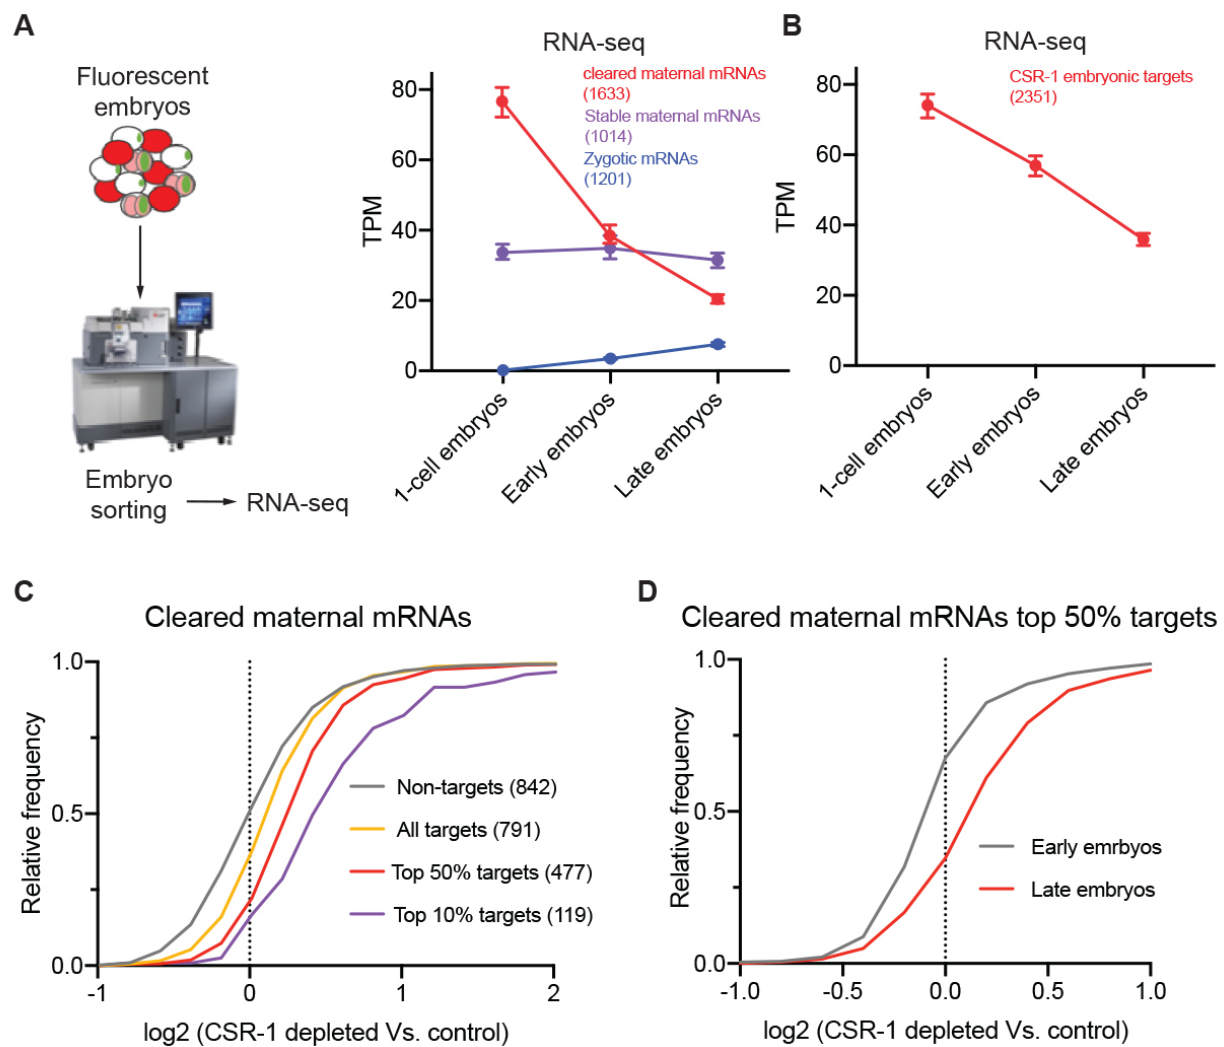 A
Fluorescent
embryos
Embryo
sorting
RNA-seq
RNA-seq
cleared maternal mRNAs
(1633)
Stable maternal mRNAs
(1014)
Zygotic mRNAs
(1201)
TPM
80
60
40
20
0
1-cell embryos
Early embryos
Late embryos
B
RNA-seq
CSR-1 embryonic targets
(2351)
TPM
80
60
40
20
0
1-cell embryos
Early embryos
Late embryos
C
Cleared maternal mRNAs
Relative frequency
1.0
0.5
0.0
Non-targets (842)
All targets (791)
Top 50% targets (477)
Top 10% targets (119)
-1
0
1
2
log2 (CSR-1 depleted Vs. control)
D
Cleared maternal mRNAs top 50% targets
Relative frequency
1.0
0.5
0.0
Early emrbyos
Late embryos
-1.0
-0.5
0.0
0.5
1.0
log2 (CSR-1 depleted Vs. control)